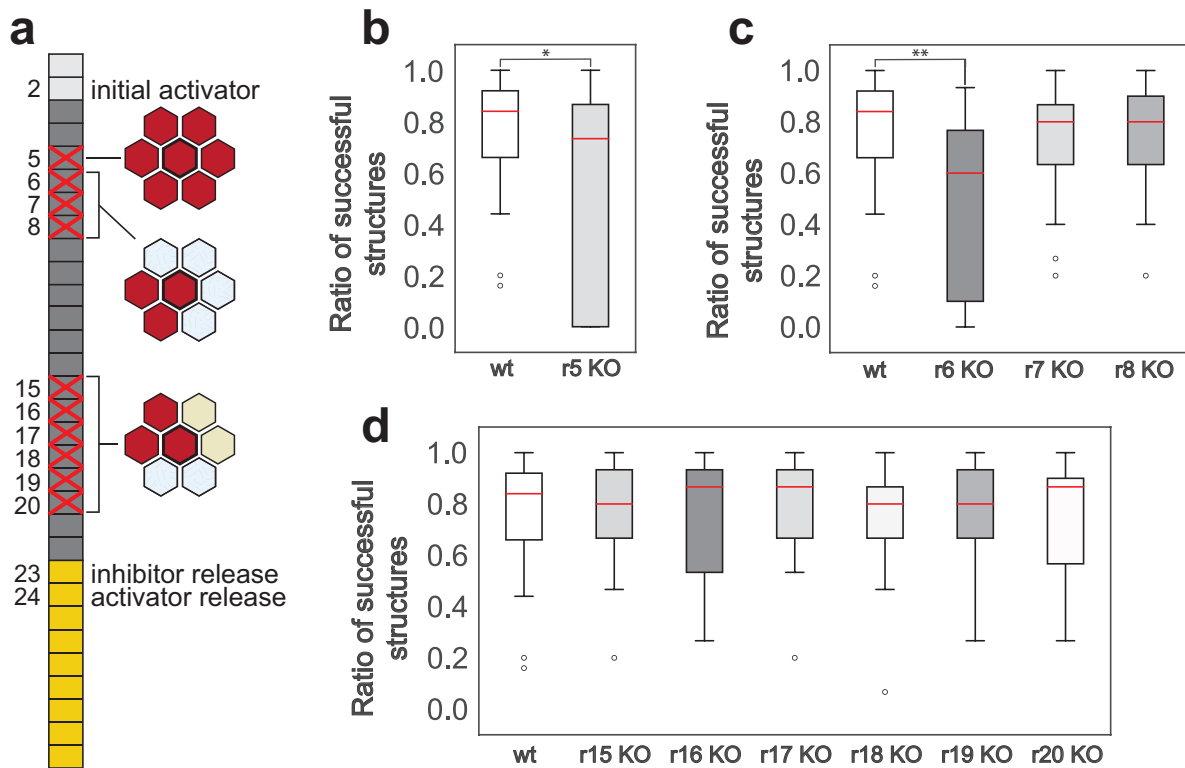 a
2 initial activator
5
6
7
8
15
16
17
18
19
20
23 inhibitor release
24 activator release
b
Ratio of successful
structures
1.0
0.8
0.6
0.4
0.2
0.0
*
wt r5 KO
c
Ratio of successful
structures
1.0
0.8
0.6
0.4
0.2
0.0
**
wt r6 KO r7 KO r8 KO
d
Ratio of successful
structures
1.0
0.8
0.6
0.4
0.2
0.0
wt r15 KO r16 KO r17 KO r18 KO r19 KO r20 KO